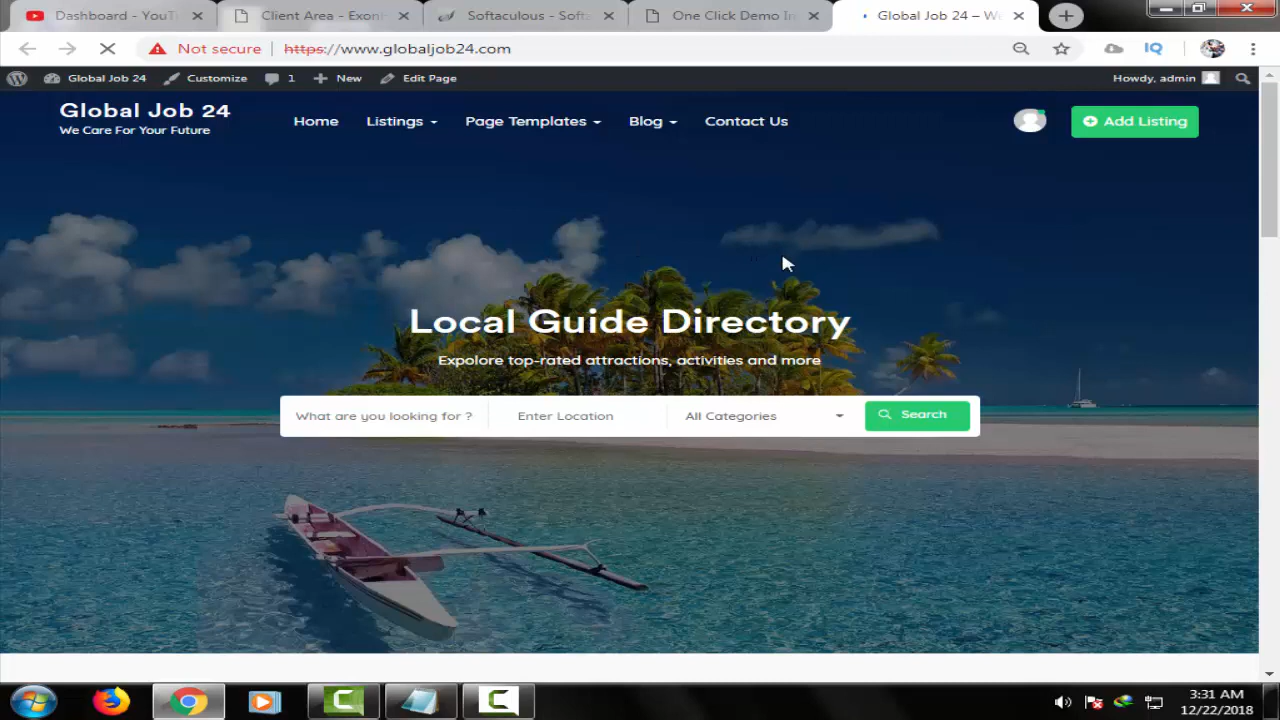 Dashboard - YouT
Client Area - Exon
Softaculous - Soft
One Click Demo I
Global Job 24 – W
Not secure
https://www.globaljob24.com
IQ
Global Job 24
Customize
1
New
Edit Page
Howdy, admin
Global Job 24
We Care For Your Future
Home
Listings
Page Templates
Blog
Contact Us
Add Listing
Local Guide Directory
Expolore top-rated attractions, activities and more
What are you looking for ?
Enter Location
All Categories
Search
3:31 AM
12/22/2018